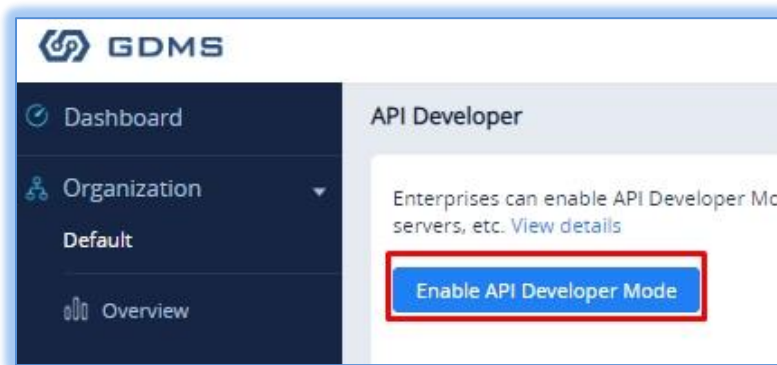 GDMS
Dashboard
API Developer
Organization
Default
Enterprises can enable API Developer
servers, etc. View details
Enable API Developer Mode
Overview